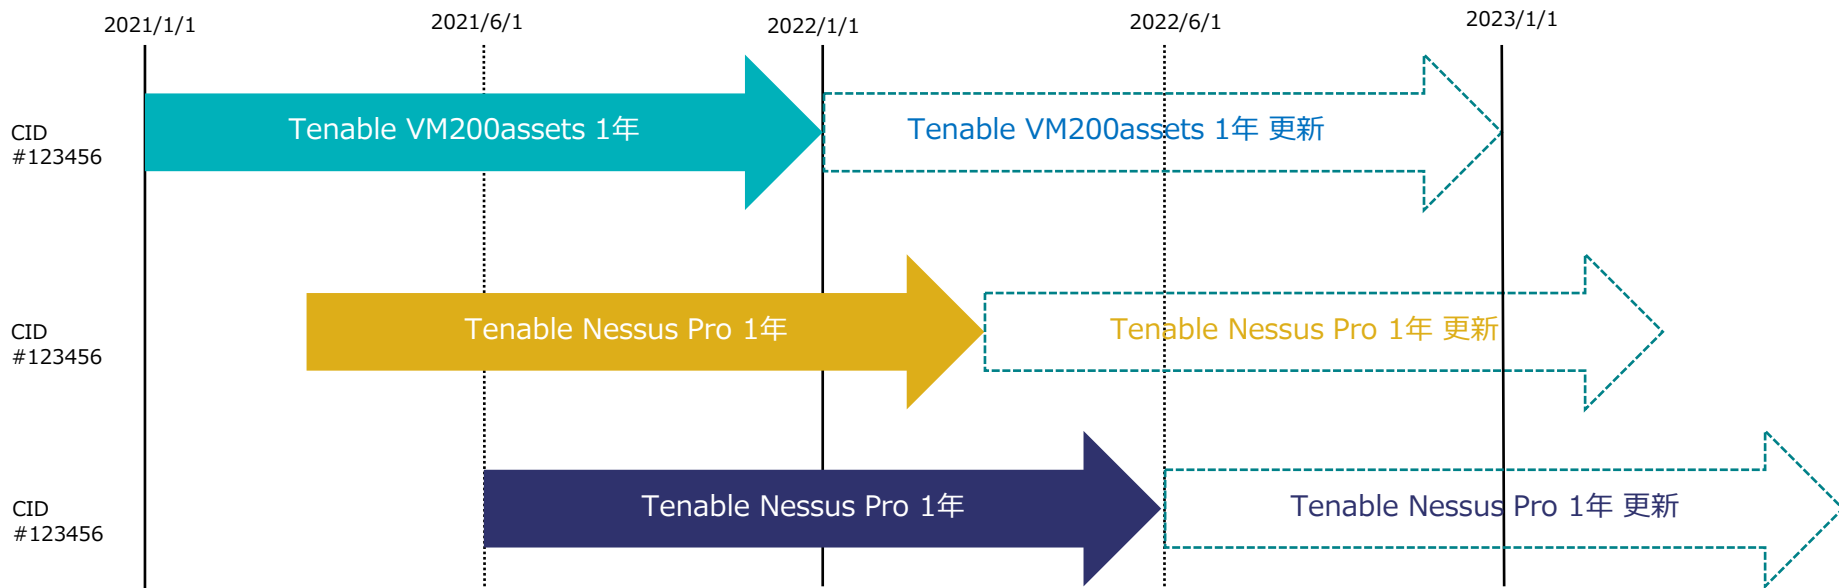 2021/1/1
2021/6/1
2022/1/1
2022/6/1
2023/1/1
CID
#123456
Tenable VM200assets 1年
Tenable VM200assets 1年 更新
CID
#123456
Tenable Nessus Pro 1年
Tenable Nessus Pro 1年 更新
CID
#123456
Tenable Nessus Pro 1年
Tenable Nessus Pro 1年 更新